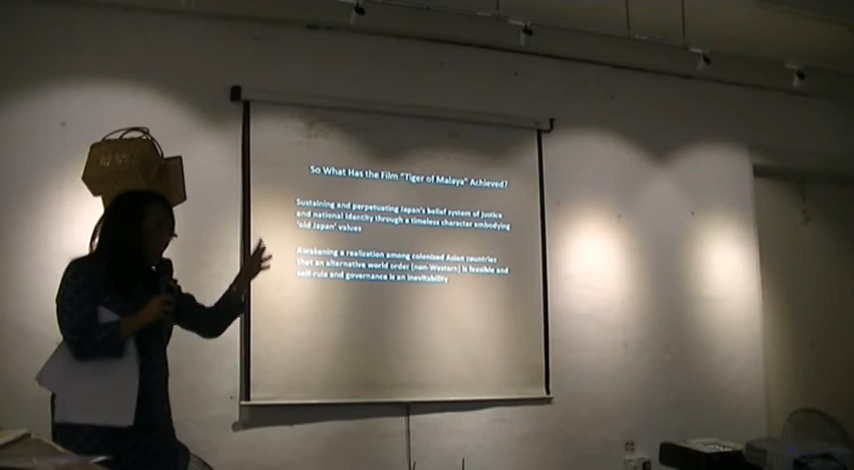 So What Has the Film "Tiger of Malaya" Achieved?
Sustaining and perpetuating Japan's belief system of justice
and national identity through a timeless character embodying
'old Japan' values
Awakening a realization among colonized Asian countries
that an alternative world order (non Western) is feasible and
self-rule and governance is an inevitability